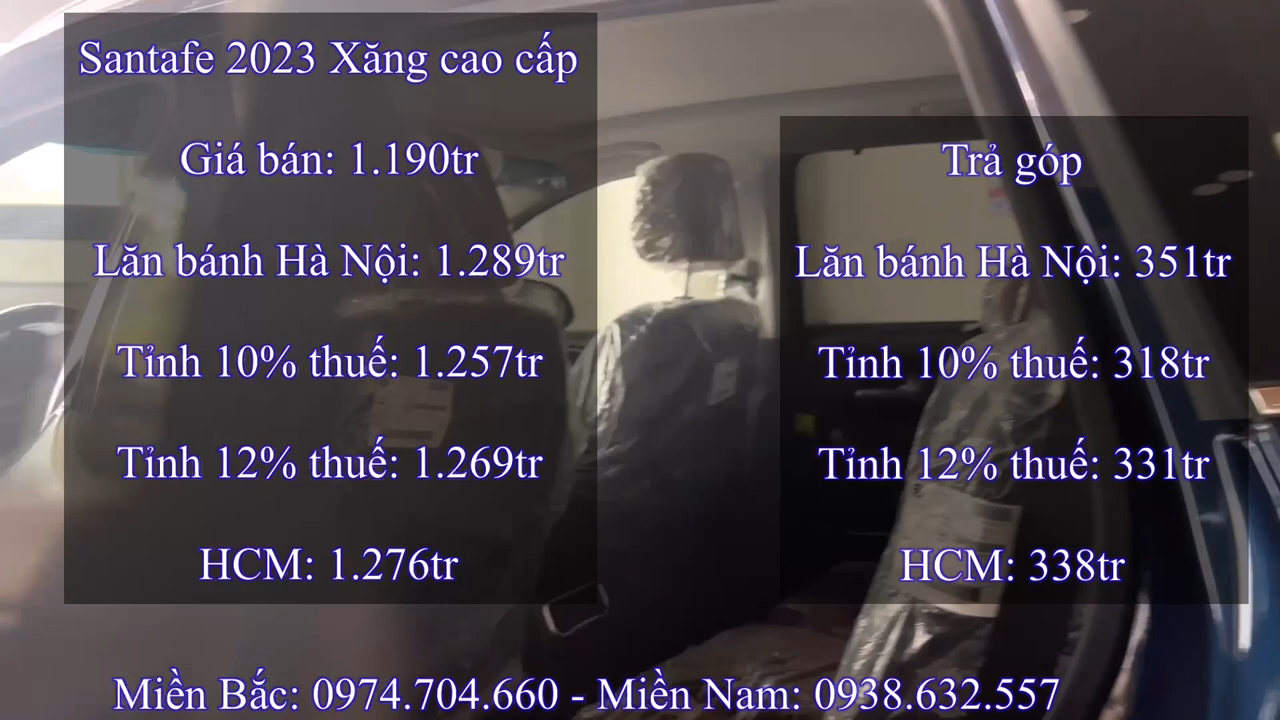 Santafe 2023 Xăng cao cấp
Giá bán: 1.190tr
Lăn bánh Hà Nội: 1.289tr
Tỉnh 10% thuế: 1.257tr
Tỉnh 12% thuế: 1.269tr
HCM: 1.276tr
Trả góp
Lăn bánh Hà Nội: 351tr
Tỉnh 10% thuế: 318tr
Tỉnh 12% thuế: 331tr
HCM: 338tr
Miền Bắc: 0974.704.660 - Miền Nam: 0938.632.557